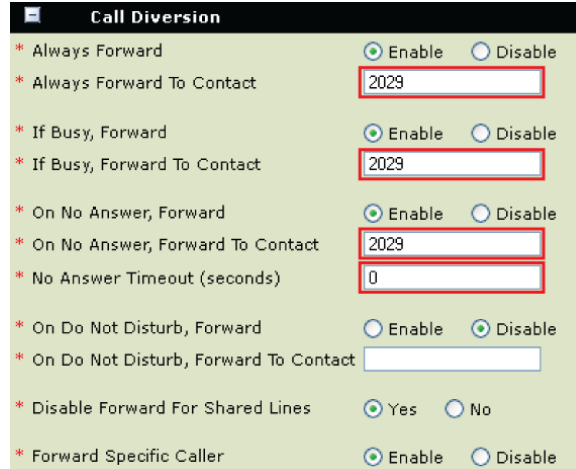 Call Diversion
* Always Forward Enable Disable
* Always Forward To Contact 2029
* If Busy, Forward Enable Disable
* If Busy, Forward To Contact 2029
* On No Answer, Forward Enable Disable
* On No Answer, Forward To Contact 2029
* No Answer Timeout (seconds) 0
* On Do Not Disturb, Forward Enable Disable
* On Do Not Disturb, Forward To Contact
* Disable Forward For Shared Lines Yes No
* Forward Specific Caller Enable Disable